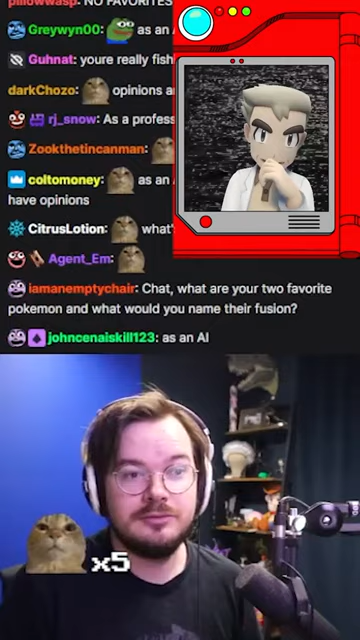 pillowwasp: NO FAVORITES
Greywyn00: as an
Guhnat: youre really fish
darkChozo: opinions a
rj_snow: As a profess
Zookthetincanman:
coltomoney: as an
have opinions
CitrusLotion: what'
Agent_Em:
iamanemptychair: Chat, what are your two favorite
pokemon and what would you name their fusion?
johncenaiskill123: as an AI
x5